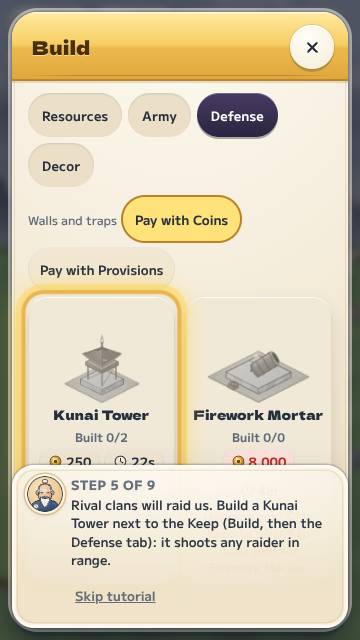 Build
Resources Army Defense
Decor
Walls and traps Pay with Coins
Pay with Provisions
Kunai Tower Firework Mortar
Built 0/2 Built 0/0
250 22s 8,000
STEP 5 OF 9
Rival clans will raid us. Build a Kunai
Tower next to the Keep (Build, then the
Defense tab): it shoots any raider in
range.
Skip tutorial